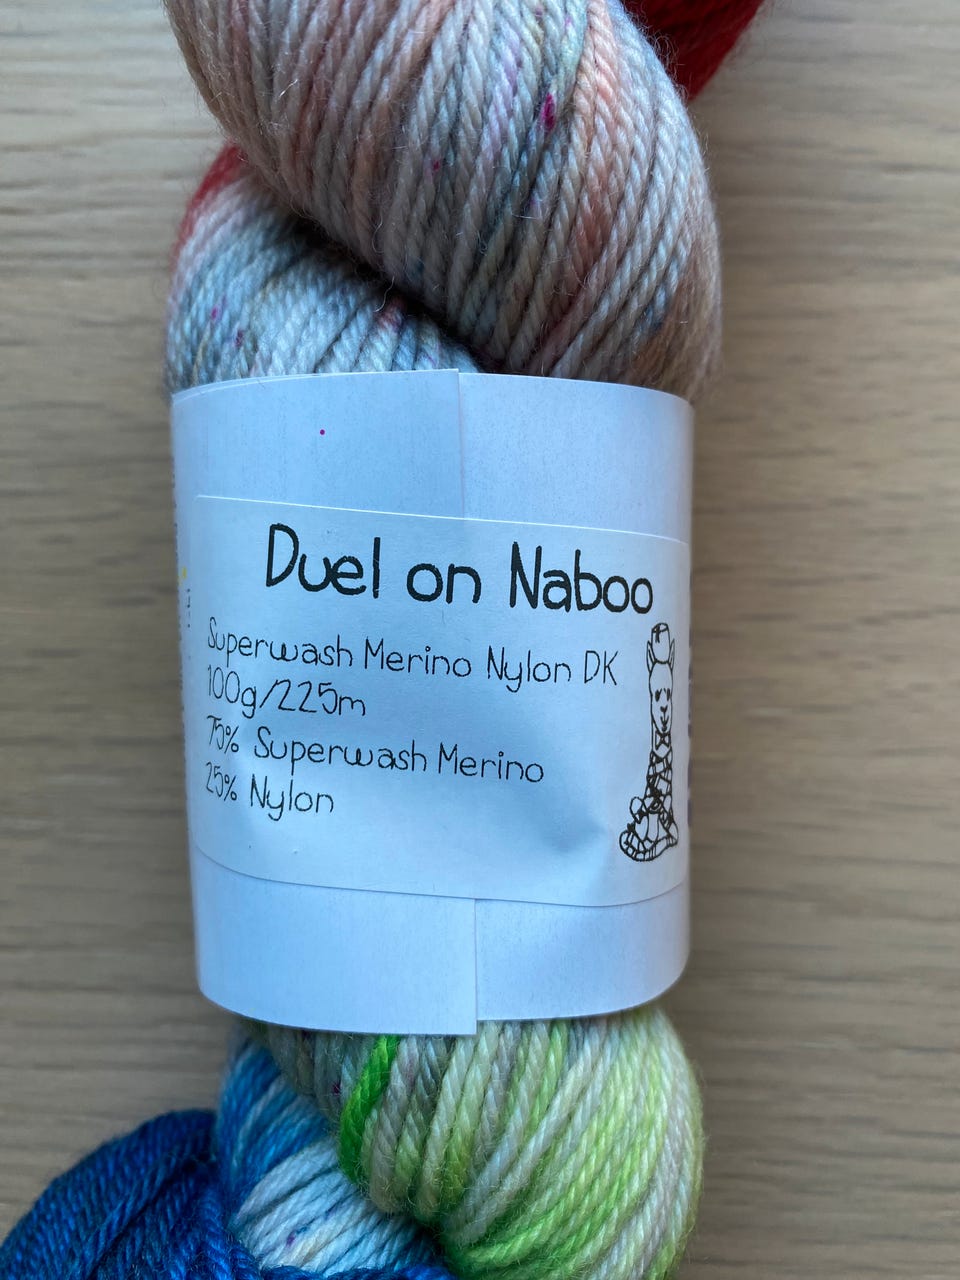 Duel on Naboo
Superwash Merino Nylon DK
100g/225m
75% Superwash Merino
25% Nylon